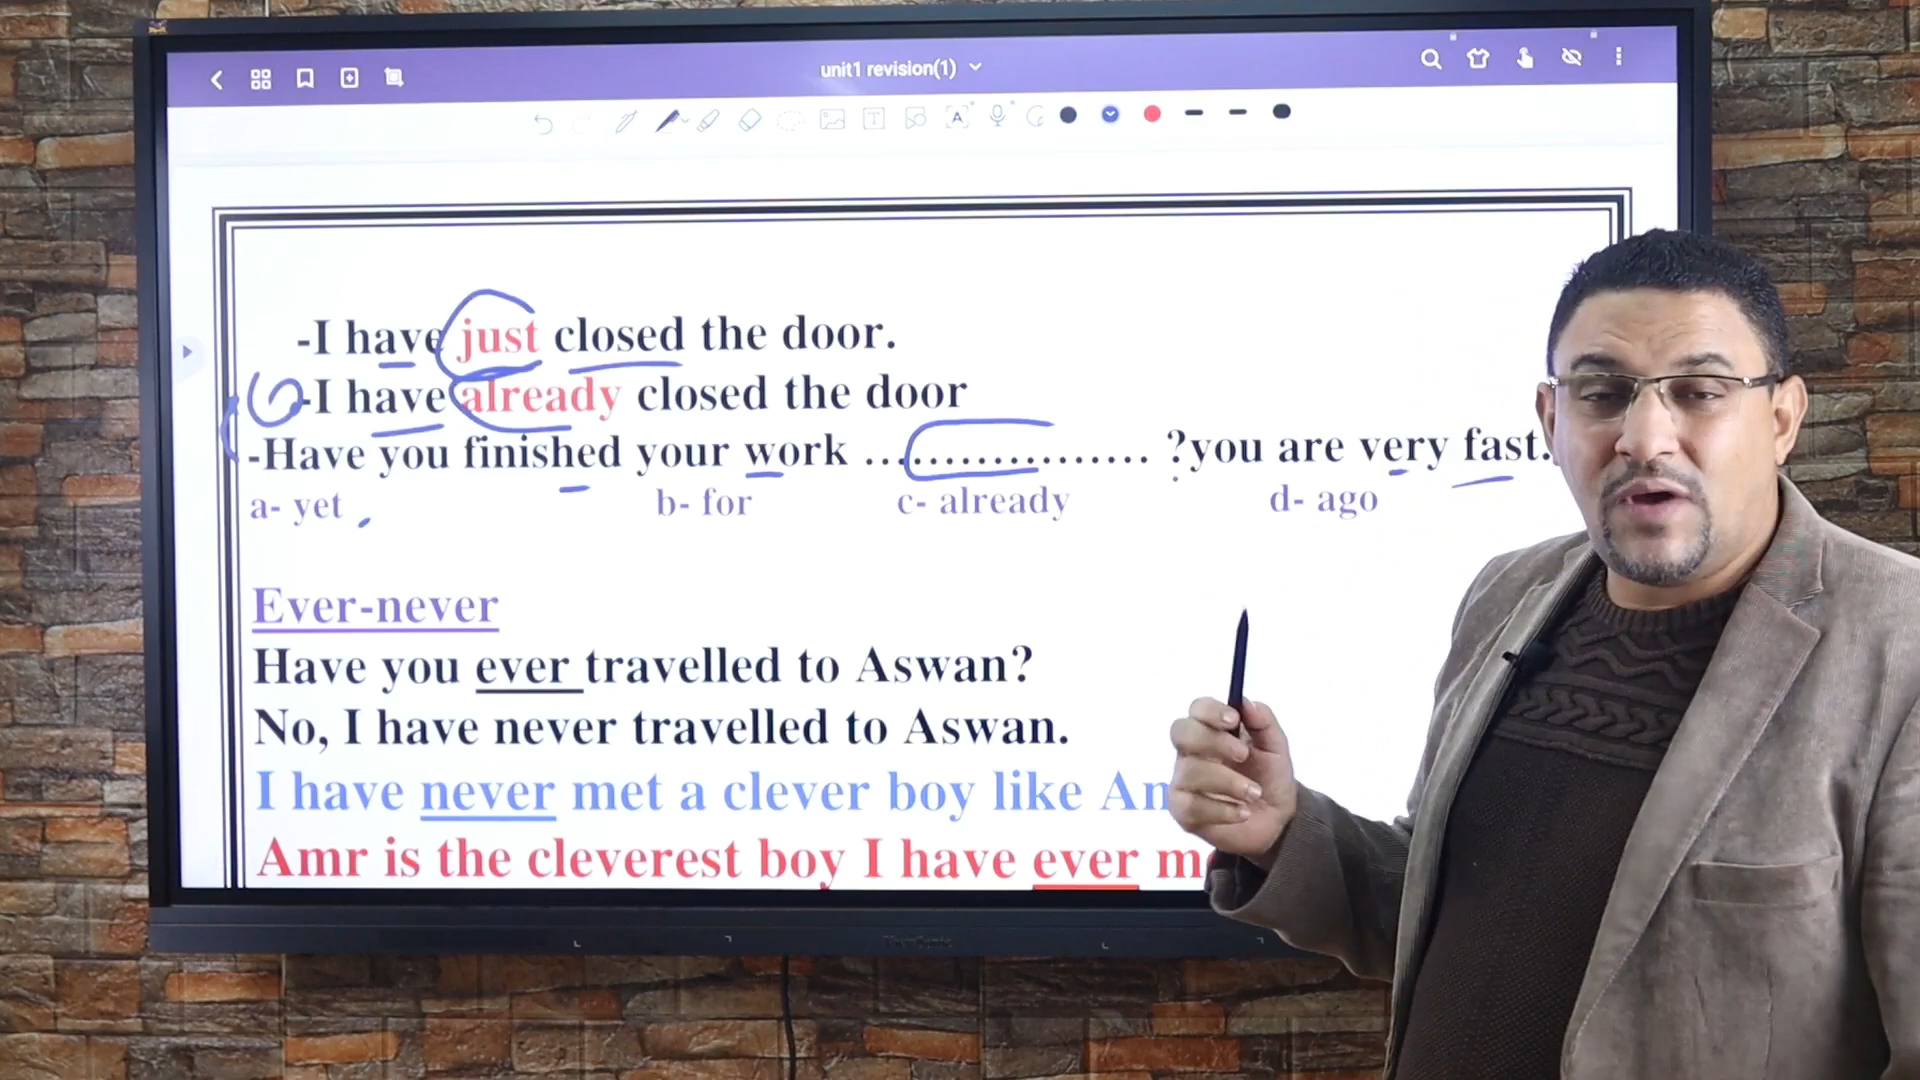 unit1 revision(1)
-I have just closed the door.
-I have already closed the door
-Have you finished your work .................. ?you are very fast.
a- yet b- for c- already d- ago
Ever-never
Have you ever travelled to Aswan?
No, I have never travelled to Aswan.
I have never met a clever boy like
Amr is the cleverest boy I have ever
ViewSonic